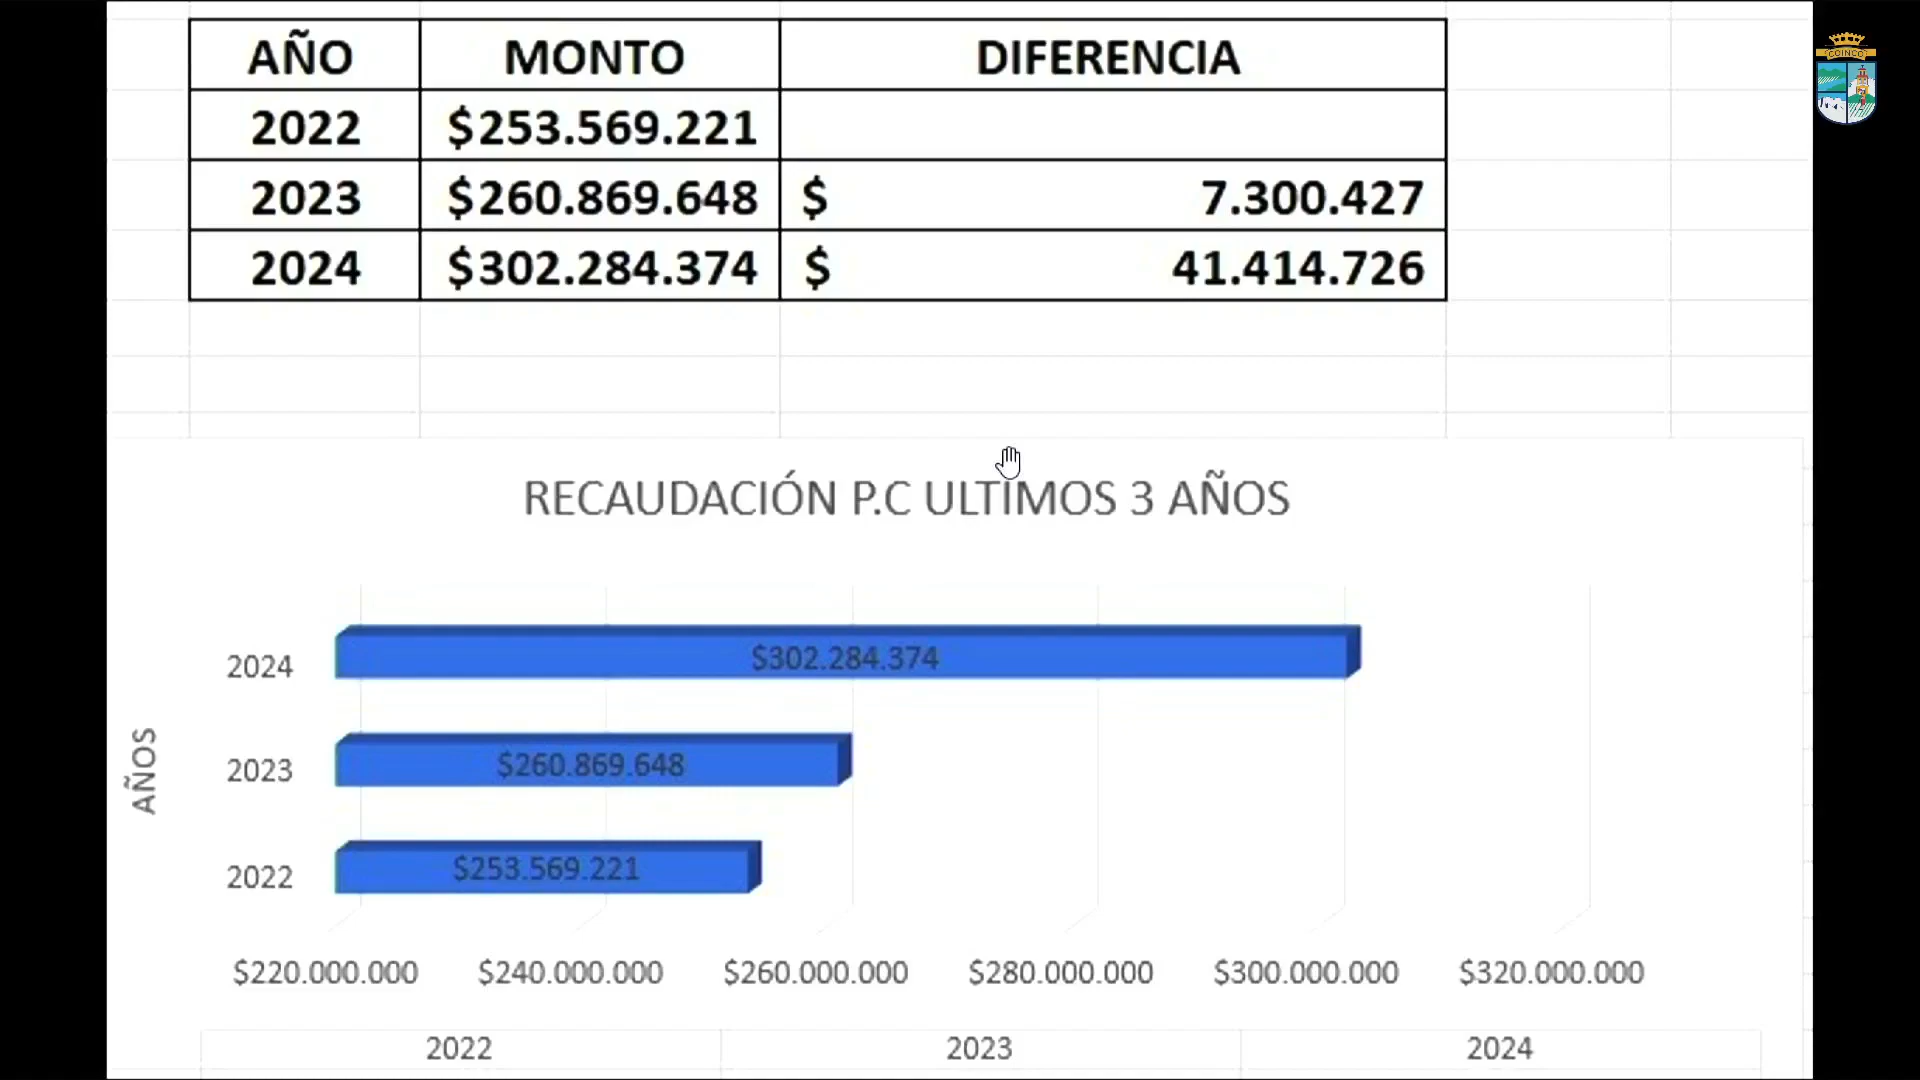 AÑO MONTO DIFERENCIA
2022 $253.569.221
2023 $260.869.648 $ 7.300.427
2024 $302.284.374 $ 41.414.726
COINCO
RECAUDACIÓN P.C ULTIMOS 3 AÑOS
2024 $302.284.374
2023 $260.869.648
2022 $253.569.221
AÑOS
$220.000.000 $240.000.000 $260.000.000 $280.000.000 $300.000.000 $320.000.000
2022 2023 2024